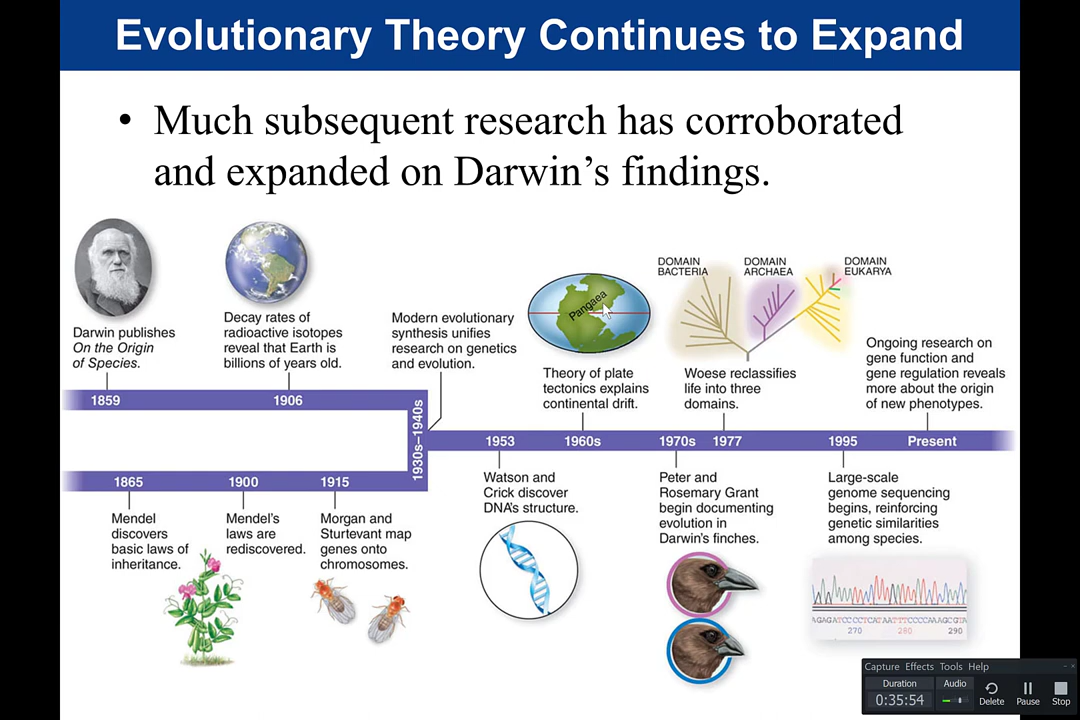 Evolutionary Theory Continues to Expand
• Much subsequent research has corroborated
and expanded on Darwin's findings.
Darwin publishes
On the Origin
of Species.
1859
Decay rates of
radioactive isotopes
reveal that Earth is
billions of years old.
1906
Modern evolutionary
synthesis unifies
research on genetics
and evolution.
1930s–1940s
Pangaea
Theory of plate
tectonics explains
continental drift.
DOMAIN
BACTERIA
DOMAIN
ARCHAEA
DOMAIN
EUKARYA
Woese reclassifies
life into three
domains.
Ongoing research on
gene function and
gene regulation reveals
more about the origin
of new phenotypes.
1953
1960s
1970s
1977
1995
Present
1865
1900
1915
Mendel
discovers
basic laws of
inheritance.
Mendel's
laws are
rediscovered.
Morgan and
Sturtevant map
genes onto
chromosomes.
Watson and
Crick discover
DNA's structure.
Peter and
Rosemary Grant
begin documenting
evolution in
Darwin's finches.
Large-scale
genome sequencing
begins, reinforcing
genetic similarities
among species.
270 280 290
Capture Effects Tools Help
Duration
0:35:54
Audio
Delete
Pause
Stop